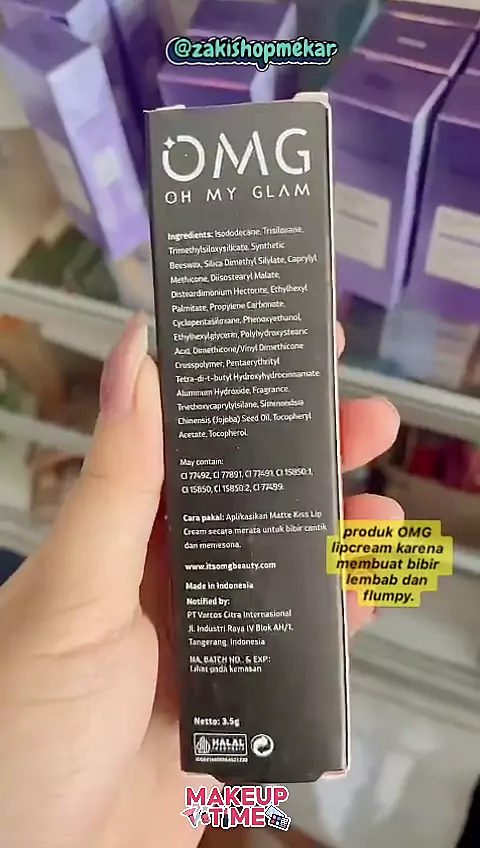 @zakishopmekar
OMG
OH MY GLAM
Ingredients: Isododecane, Trisiloxane,
Trimethylsiloxysilicate, Synthetic
Beeswax, Silica Dimethyl Silylate, Caprylyl
Methicone, Diisostearyl Malate,
Disteardimonium Hectorite, Ethylhexyl
Palmitate, Propylene Carbonate,
Cyclopentasiloxane, Phenoxyethanol,
Ethylhexylglycerin, Polyhydroxystearic
Acid, Dimethicone/Vinyl Dimethicone
Crosspolymer, Pentaerythrityl
Tetra-di-t-butyl Hydroxyhydrocinnamate,
Aluminum Hydroxide, Fragrance,
Triethoxycaprylylsilane, Simmondsia
Chinensis (Jojoba) Seed Oil, Tocopheryl
Acetate, Tocopherol.
May contain:
CI 77492, CI 77891, CI 77491, CI 15850:1,
CI 15850, CI 15850:2, CI 77499.
Cara pakai: Aplikasikan Matte Kiss Lip
Cream secara merata untuk bibir cantik
dan memesona.
www.itsomgbeauty.com
Made in Indonesia
Notified by:
PT Varcos Citra Internasional
Jl. Industri Raya IV Blok AH/1,
Tangerang, Indonesia
NA, BATCH NO., & EXP:
Lihat pada kemasan
Netto: 3.5g
HALAL
produk OMG
lipcream karena
membuat bibir
lembab dan
flumpy.
MAKEUP
TIME